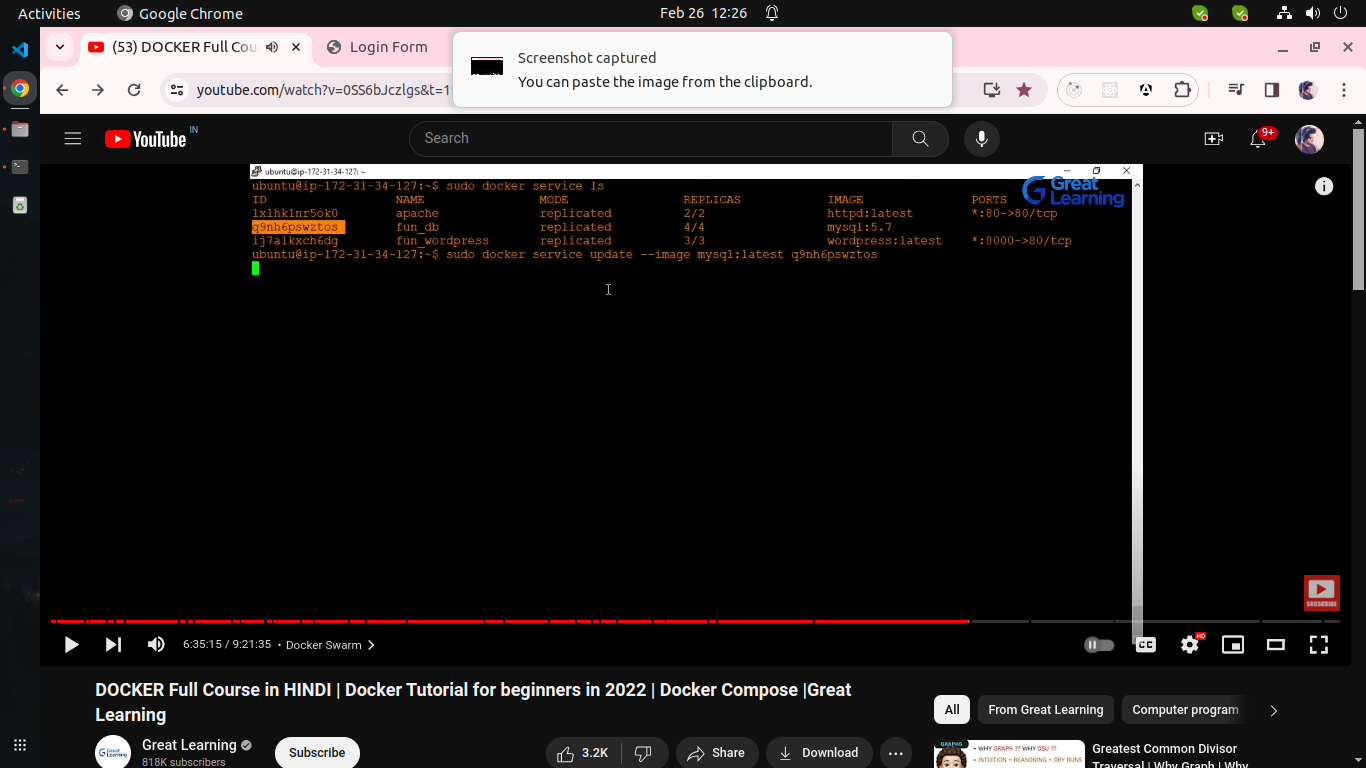 Activities
Google Chrome
Feb 26 12:26
(53) DOCKER Full Cou
Login Form
Screenshot captured
You can paste the image from the clipboard.
youtube.com/watch?v=0SS6bJczlgs&t=1
YouTube IN
Search
9+
ubuntu@ip-172-31-34-127: ~
Great Learning
ubuntu@ip-172-31-34-127:~$ sudo docker service ls
ID NAME MODE REPLICAS IMAGE PORTS
1xlhk1nr5ok0 apache replicated 2/2 httpd:latest *:80->80/tcp
q9nh6pswztos fun_db replicated 4/4 mysql:5.7
ij7alkxch6dg fun_wordpress replicated 3/3 wordpress:latest *:8000->80/tcp
ubuntu@ip-172-31-34-127:~$ sudo docker service update --image mysql:latest q9nh6pswztos
SUBSCRIBE
6:35:15 / 9:21:35 • Docker Swarm
CC
HD
DOCKER Full Course in HINDI | Docker Tutorial for beginners in 2022 | Docker Compose |Great
Learning
Great Learning
818K subscribers
Subscribe
3.2K
Share
Download
All
From Great Learning
Computer program
GRAPHS
• WHY GRAPH ?? WHY DSU ??
• INTUITION + REASONING + DRY RUNS
Greatest Common Divisor
Traversal | Why Graph | Why